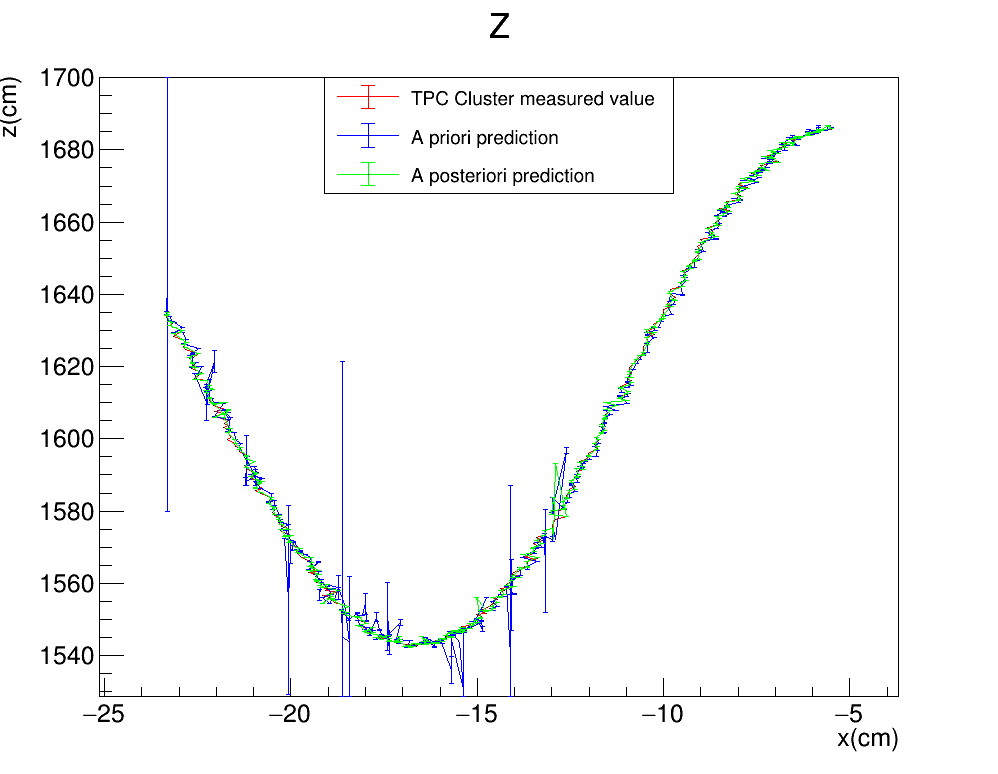 Z
z(cm)
1700
1680
1660
1640
1620
1600
1580
1560
1540
TPC Cluster measured value
A priori prediction
A posteriori prediction
−25
−20
−15
−10
−5
x(cm)